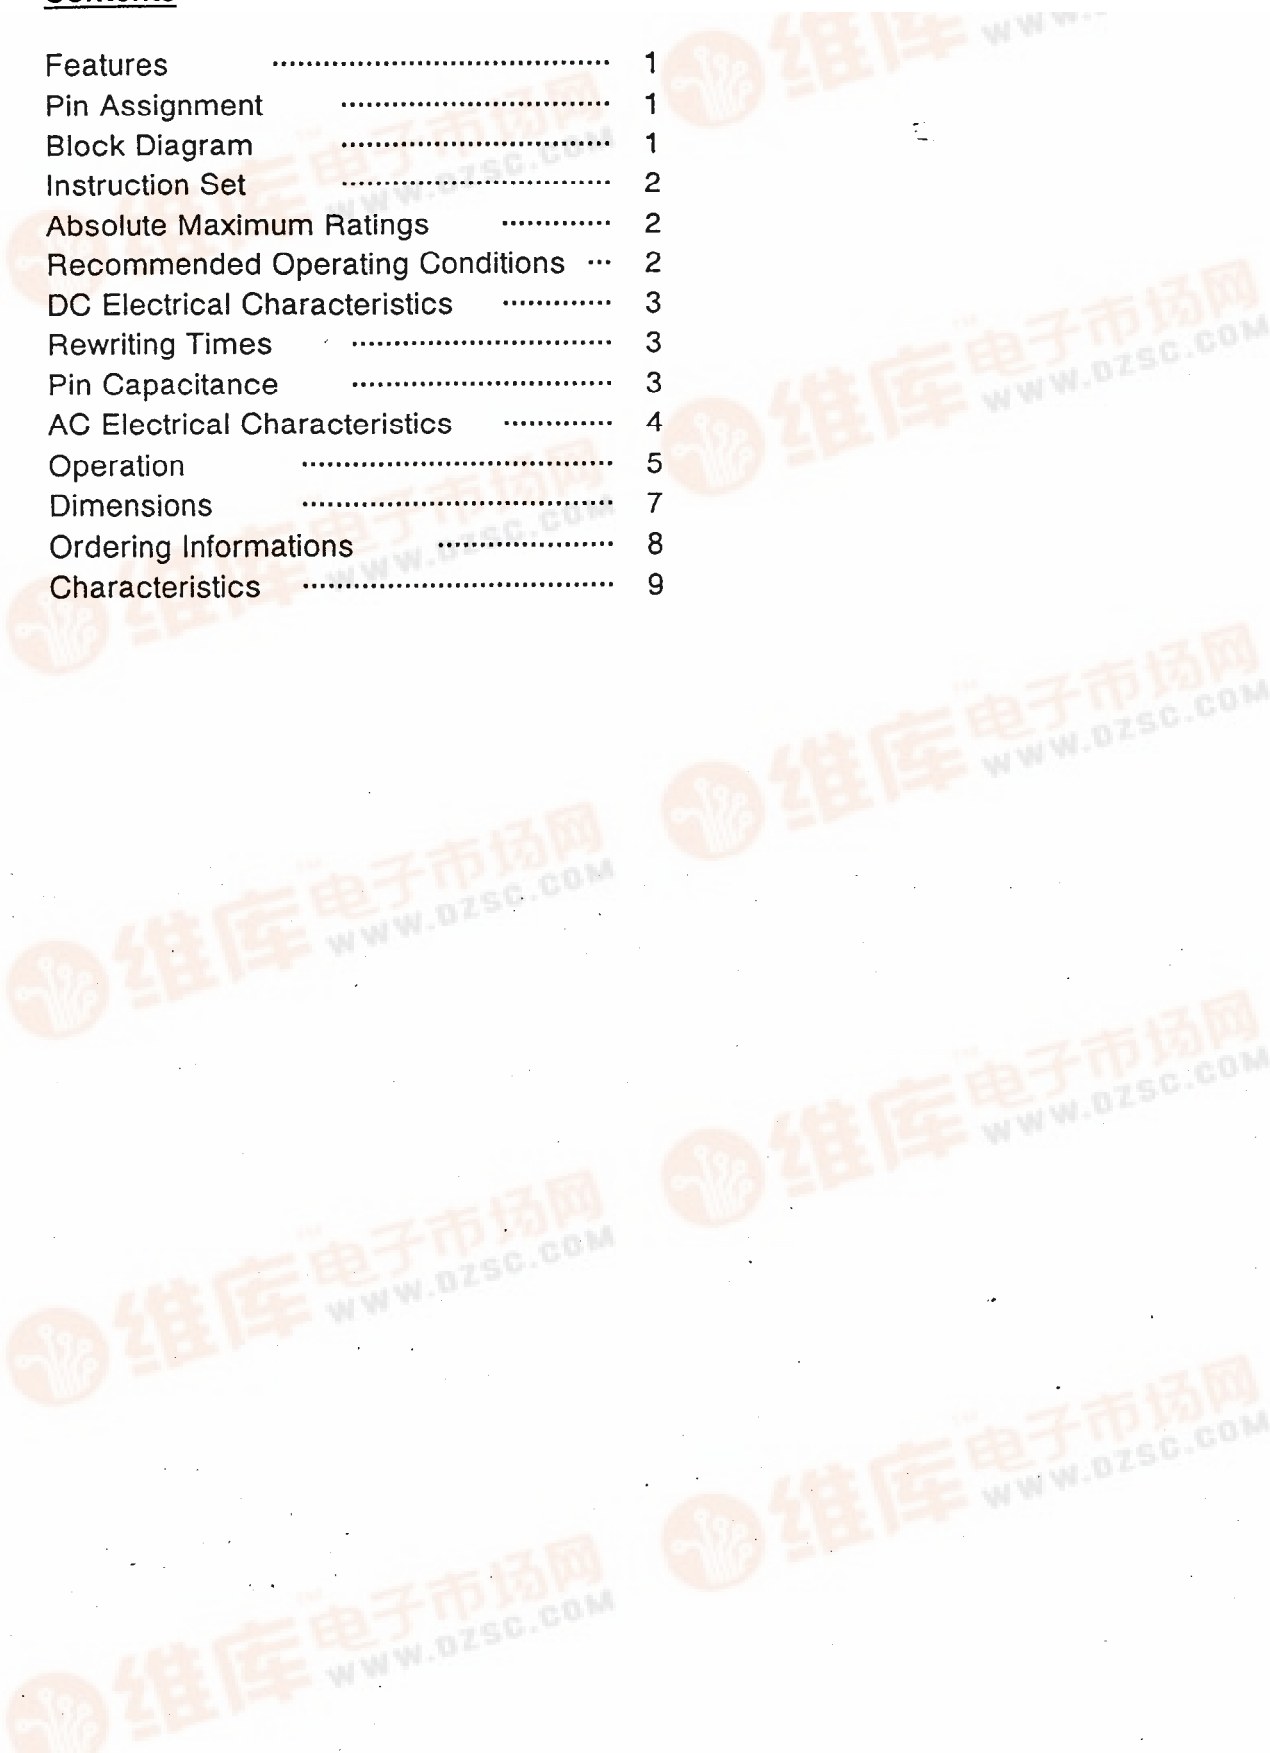 Contents
Features ······································· 1
Pin Assignment ······························· 1
Block Diagram ······························· 1
Instruction Set ······························· 2
Absolute Maximum Ratings ············· 2
Recommended Operating Conditions ··· 2
DC Electrical Characteristics ············· 3
Rewriting Times ······························ 3
Pin Capacitance ······························ 3
AC Electrical Characteristics ············· 4
Operation ···································· 5
Dimensions ···································· 7
Ordering Informations ····················· 8
Characteristics ···································· 9
维库电子市场网
WWW.DZSC.COM